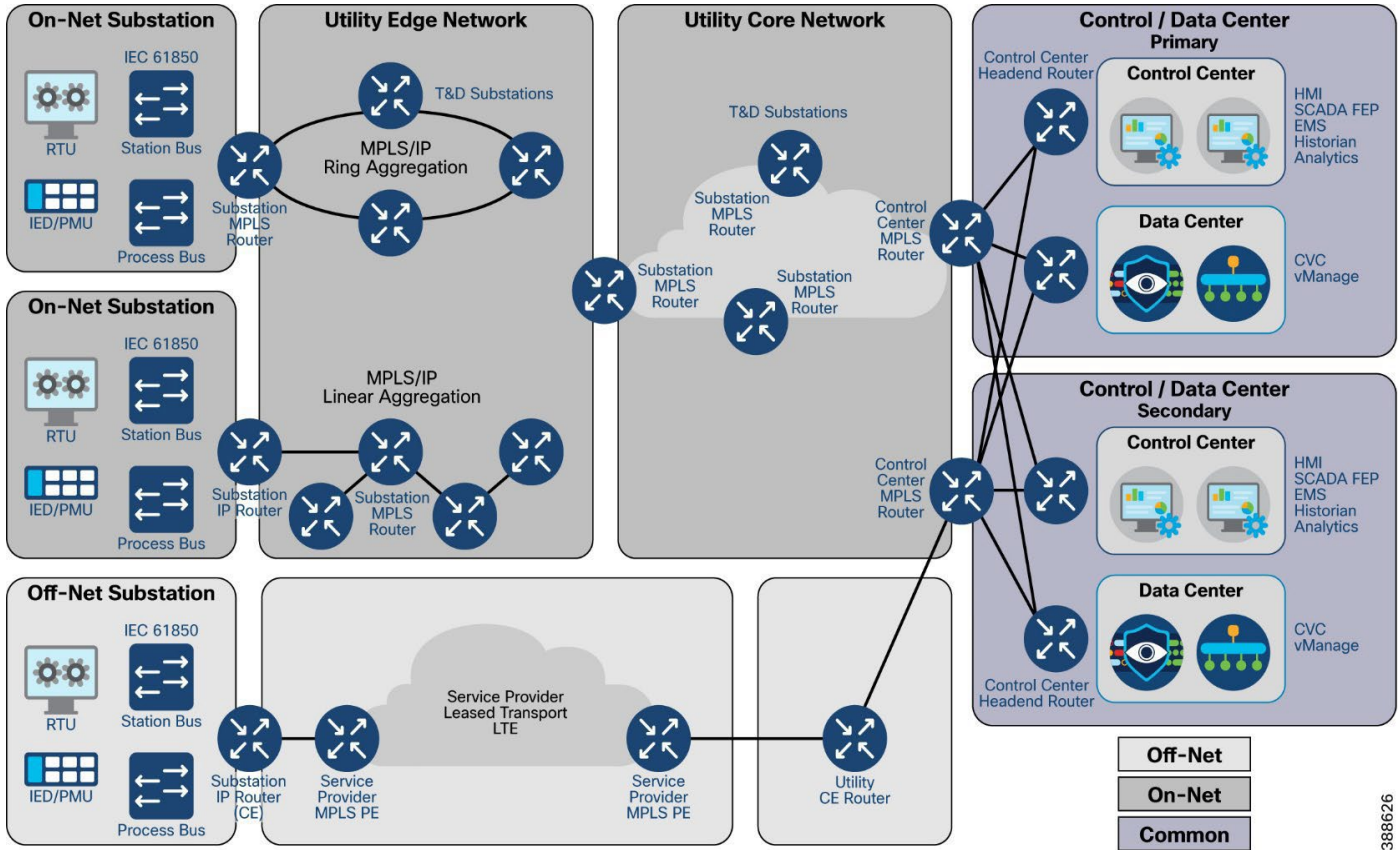 On-Net Substation
IEC 61850
RTU
Station Bus
IED/PMU
Process Bus
Substation
MPLS
Router
Utility Edge Network
T&D Substations
MPLS/IP
Ring Aggregation
Utility Core Network
T&D Substations
Substation
MPLS
Router
Substation
MPLS
Router
Substation
MPLS
Router
Control
Center
MPLS
Router
Control / Data Center
Primary
Control Center
Headend Router
Control Center
HMI
SCADA FEP
EMS
Historian
Analytics
Data Center
CVC
vManage
On-Net Substation
IEC 61850
RTU
Station Bus
IED/PMU
Process Bus
Substation
IP Router
MPLS/IP
Linear Aggregation
Substation
MPLS
Router
Control
Center
MPLS
Router
Control / Data Center
Secondary
Control Center
HMI
SCADA FEP
EMS
Historian
Analytics
Data Center
CVC
vManage
Control Center
Headend Router
Off-Net Substation
IEC 61850
RTU
Station Bus
IED/PMU
Process Bus
Substation
IP Router
(CE)
Service
Provider
MPLS PE
Service Provider
Leased Transport
LTE
Service
Provider
MPLS PE
Utility
CE Router
Off-Net
On-Net
Common
388626